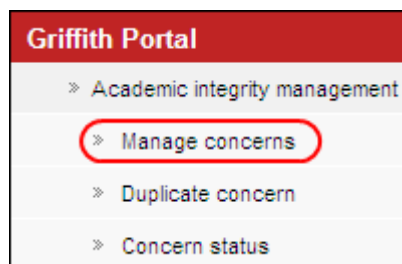 Griffith Portal
» Academic integrity management
» Manage concerns
» Duplicate concern
» Concern status